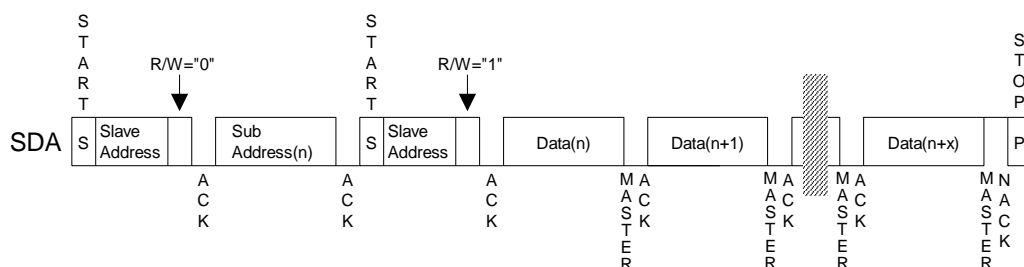 START
START
STOP
R/W="0"
R/W="1"
SDA
S
Slave
Address
Sub
Address(n)
S
Slave
Address
Data(n)
Data(n+1)
Data(n+x)
P
ACK
ACK
ACK
MASTER
ACK
MASTER
ACK
MASTER
ACK
MASTER
NACK